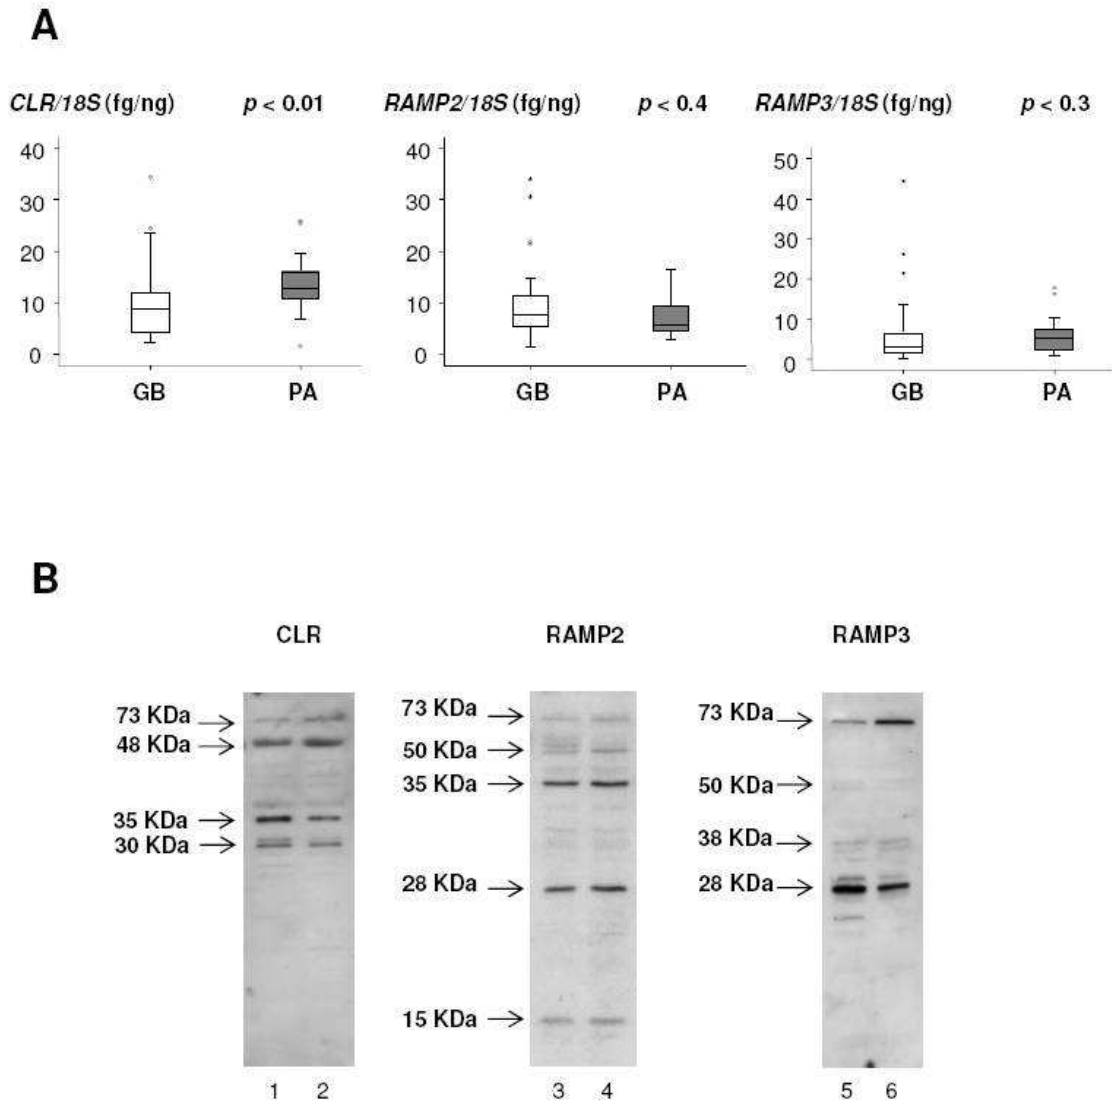 A
CLR/18S (fg/ng) p < 0.01 RAMP2/18S (fg/ng) p < 0.4 RAMP3/18S (fg/ng) p < 0.3
40
30
20
10
0
GB PA
40
30
20
10
0
GB PA
50
40
30
20
10
0
GB PA
B
CLR
73 KDa
48 KDa
35 KDa
30 KDa
1 2
RAMP2
73 KDa
50 KDa
35 KDa
28 KDa
15 KDa
3 4
RAMP3
73 KDa
50 KDa
38 KDa
28 KDa
5 6